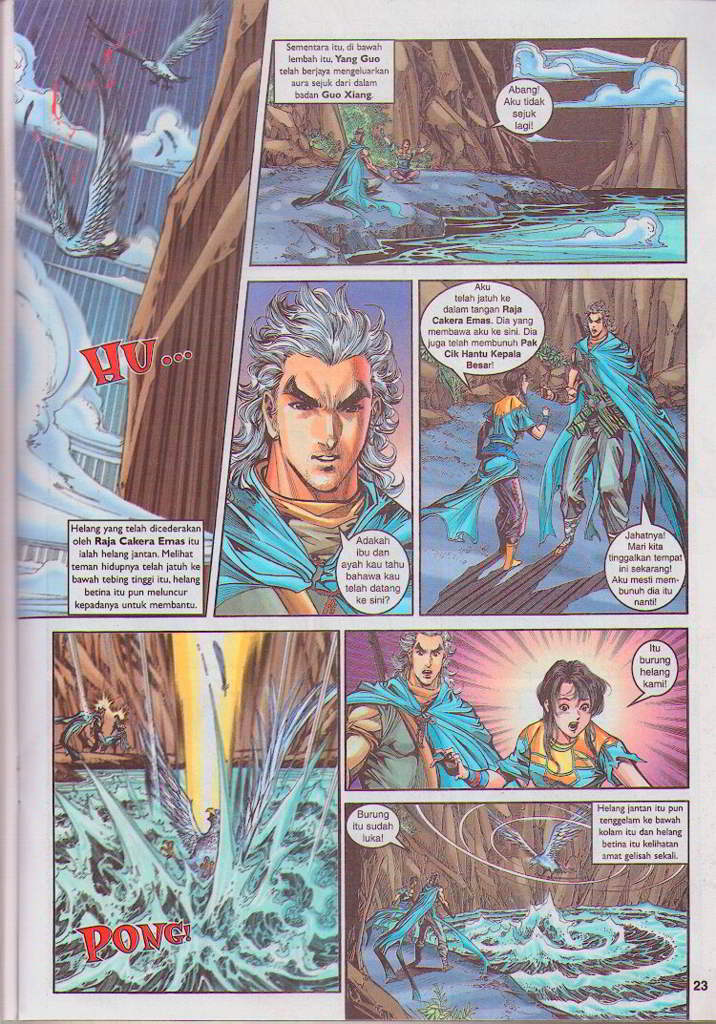 HU...
Helang yang telah dicederakan
oleh Raja Cakera Emas itu
ialah helang jantan. Melihat
teman hidupnya telah jatuh ke
bawah tebing tinggi itu, helang
betina itu pun meluncur
kepadanya untuk membantu.
Sementara itu, di bawah
lembah itu, Yang Guo
telah berjaya mengeluarkan
aura sejuk dari dalam
badan Guo Xiang.
Abang!
Aku tidak
sejuk
lagi!
Adakah
ibu dan
ayah kau tahu
bahawa kau
telah datang
ke sini?
Aku
telah jatuh ke
dalam tangan Raja
Cakera Emas. Dia yang
membawa aku ke sini. Dia
juga telah membunuh Pak
Cik Hantu Kepala
Besar!
Jahatnya!
Mari kita
tinggalkan tempat
ini sekarang!
Aku mesti mem-
bunuh dia itu
nanti!
PONG!
Itu
burung
helang
kami!
Burung
itu sudah
luka!
Helang jantan itu pun
tenggelam ke bawah
kolam itu dan helang
betina itu kelihatan
amat gelisah sekali.
23